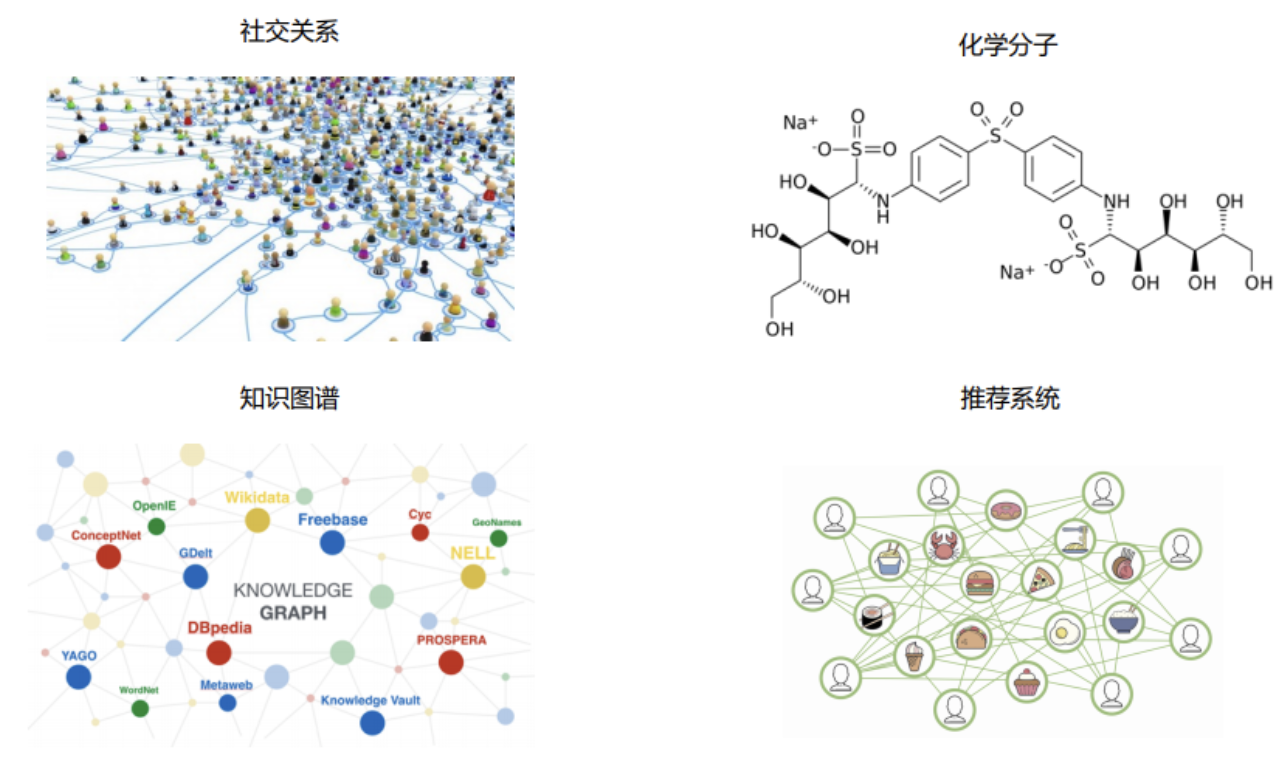 社交关系
化学分子
Na⁺
O
O O
⁻O S O
S
HO
N
H
NH
OH
OH
HO
OH
O
S
Na⁺
⁻O
O
OH
OH
OH
OH
OH
知识图谱
推荐系统
OpenIE
Wikidata
Freebase
Cyc
GeoNames
ConceptNet
GDelt
NELL
KNOWLEDGE
GRAPH
DBpedia
PROSPERA
YAGO
WordNet
Metaweb
Knowledge Vault